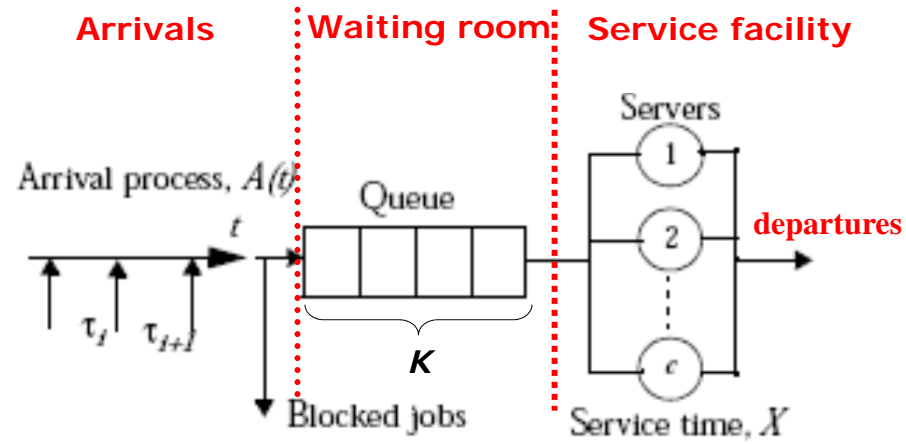 Arrivals
Waiting room
Service facility
Servers
1
Arrival process, A(t)
Queue
t
2
departures
τi
τi+1
K
c
Blocked jobs
Service time, X